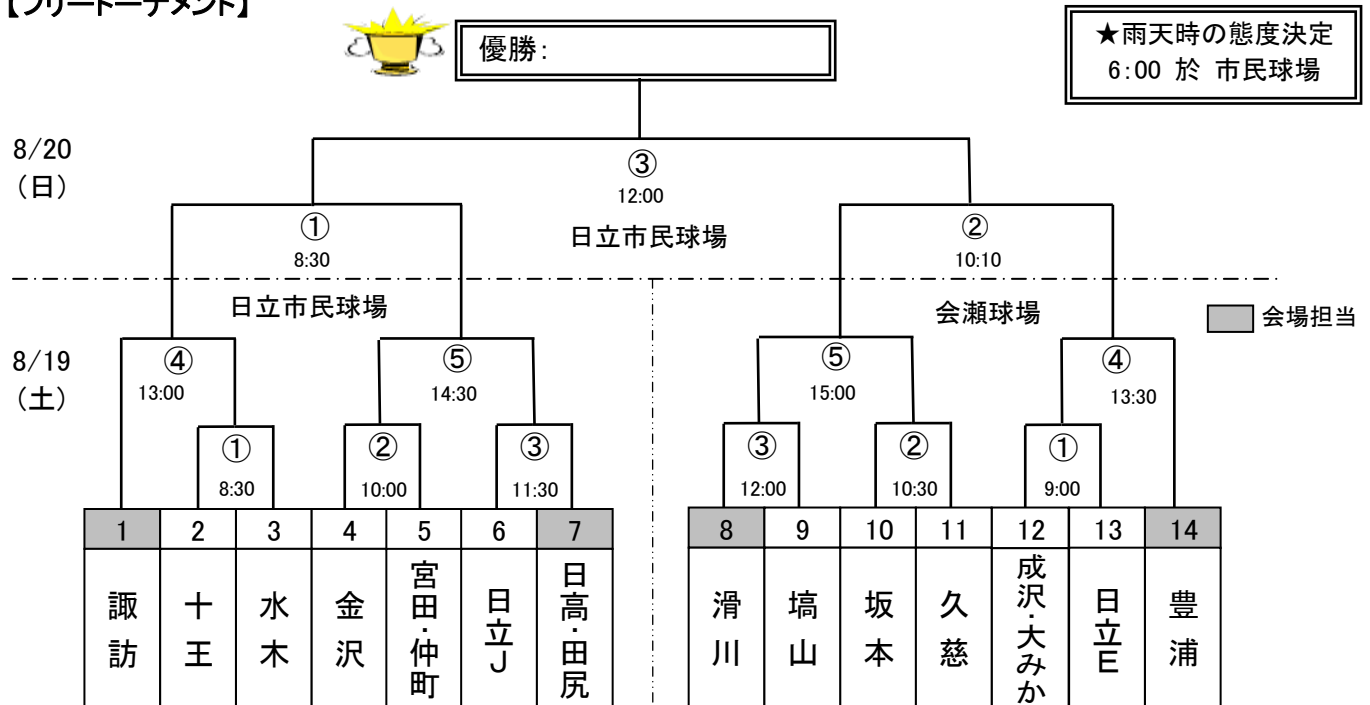 【フリートーナメント】
優勝:
★雨天時の態度決定
6:00 於 市民球場
8/20
(日)
③
12:00
日立市民球場
①
8:30
②
10:10
日立市民球場
会瀬球場
会場担当
8/19
(土)
④
13:00
⑤
14:30
⑤
15:00
④
13:30
①
8:30
②
10:00
③
11:30
③
12:00
②
10:30
①
9:00
1 2 3 4 5 6 7 8 9 10 11 12 13 14
諏訪
十王
水木
金沢
宮田・仲町
日立J
日高・田尻
滑川
塙山
坂本
久慈
成沢・大みか
日立E
豊浦